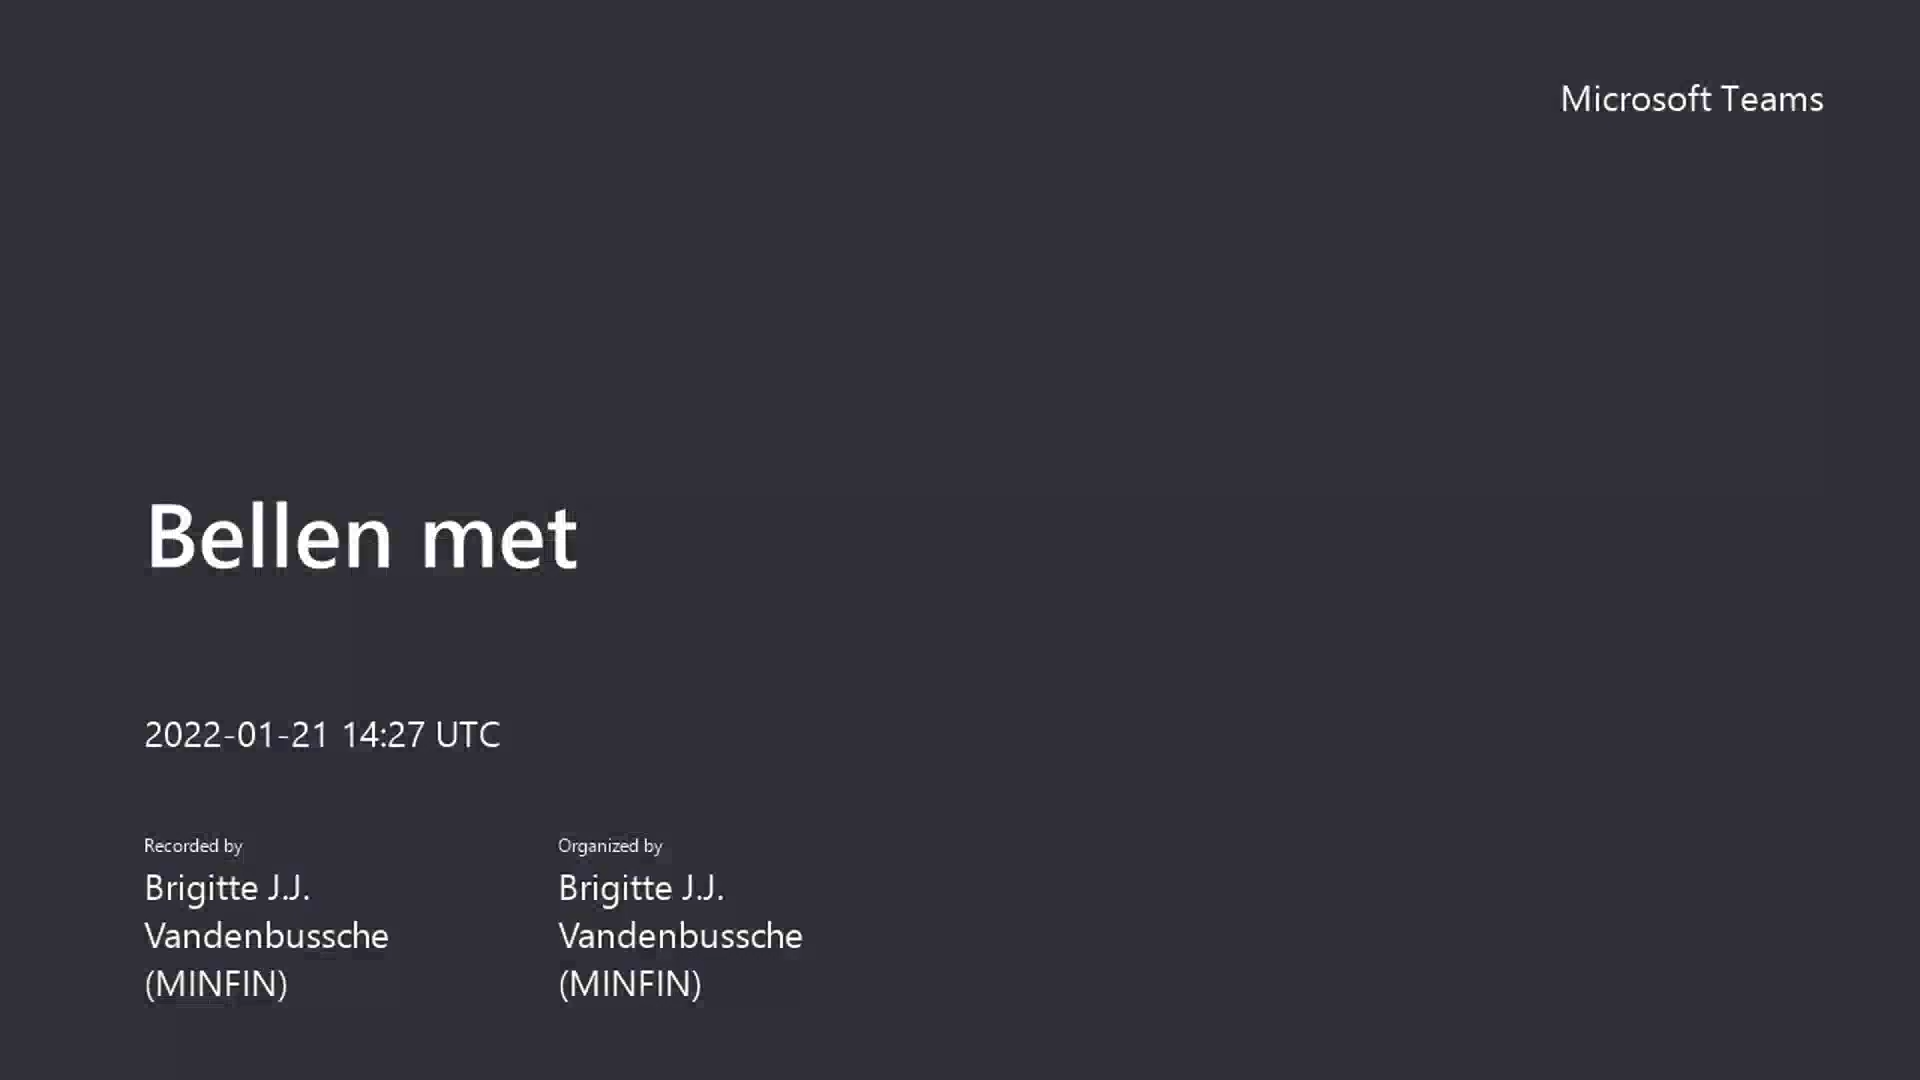 Microsoft Teams
Bellen met
2022-01-21 14:27 UTC
Recorded by
Brigitte J.J.
Vandenbussche
(MINFIN)
Organized by
Brigitte J.J.
Vandenbussche
(MINFIN)